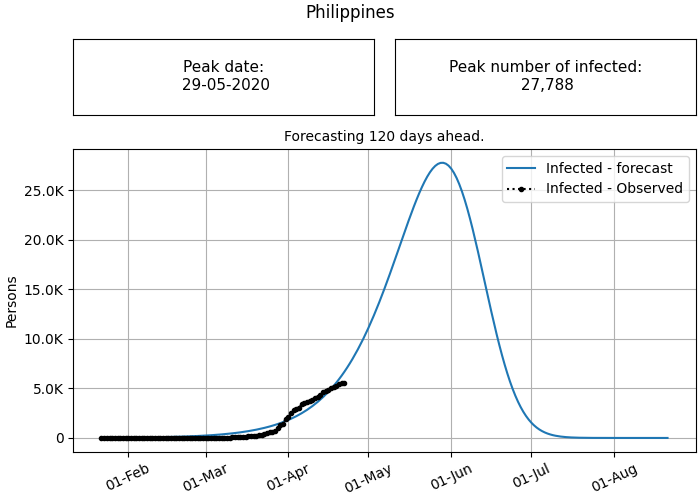 Philippines
Peak date:
29-05-2020
Peak number of infected:
27,788
Forecasting 120 days ahead.
Infected - forecast
Infected - Observed
25.0K
20.0K
15.0K
10.0K
5.0K
0
Persons
01-Feb
01-Mar
01-Apr
01-May
01-Jun
01-Jul
01-Aug